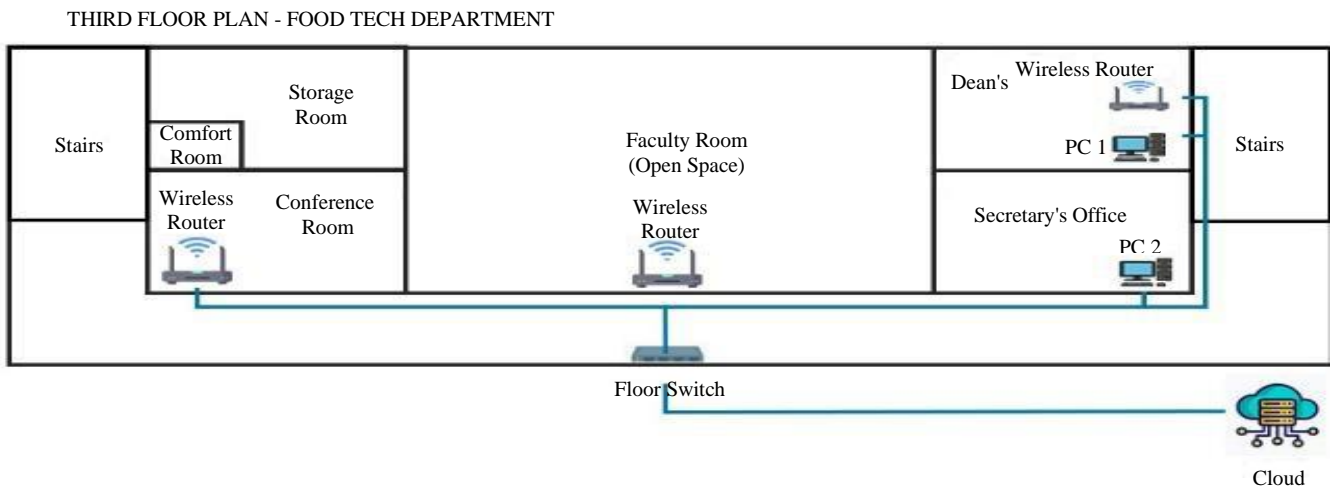 THIRD FLOOR PLAN - FOOD TECH DEPARTMENT
Stairs
Storage
Room
Comfort
Room
Wireless
Router
Conference
Room
Faculty Room
(Open Space)
Wireless
Router
Dean's
Wireless Router
PC 1
Secretary's Office
PC 2
Stairs
Floor Switch
Cloud